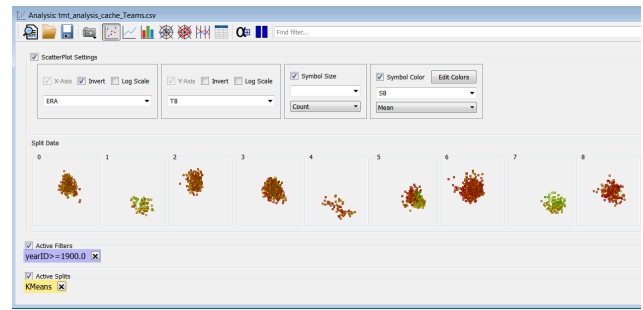 Analysis: tmt_analysis_cache_Teams.csv
Find filter...
ScatterPlot Settings
X-Axis Invert Log Scale
ERA
Y-Axis Invert Log Scale
TB
Symbol Size
Count
Symbol Color Edit Colors
SB
Mean
Split Data
0 1 2 3 4 5 6 7 8
Active Filters
yearID>=1900.0
Active Splits
KMeans